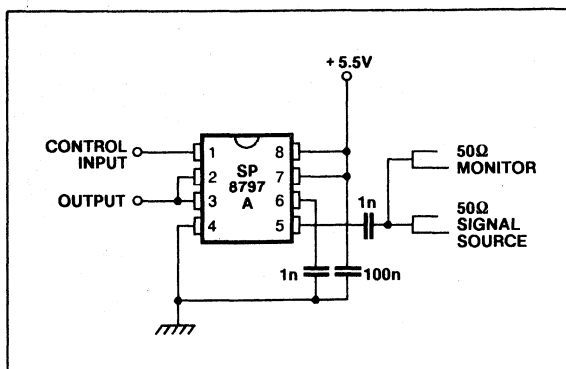 + 5.5V
CONTROL
INPUT
OUTPUT
1
2
3
4
SP
8797
A
8
7
6
5
1n
1n
100n
50Ω
MONITOR
50Ω
SIGNAL
SOURCE